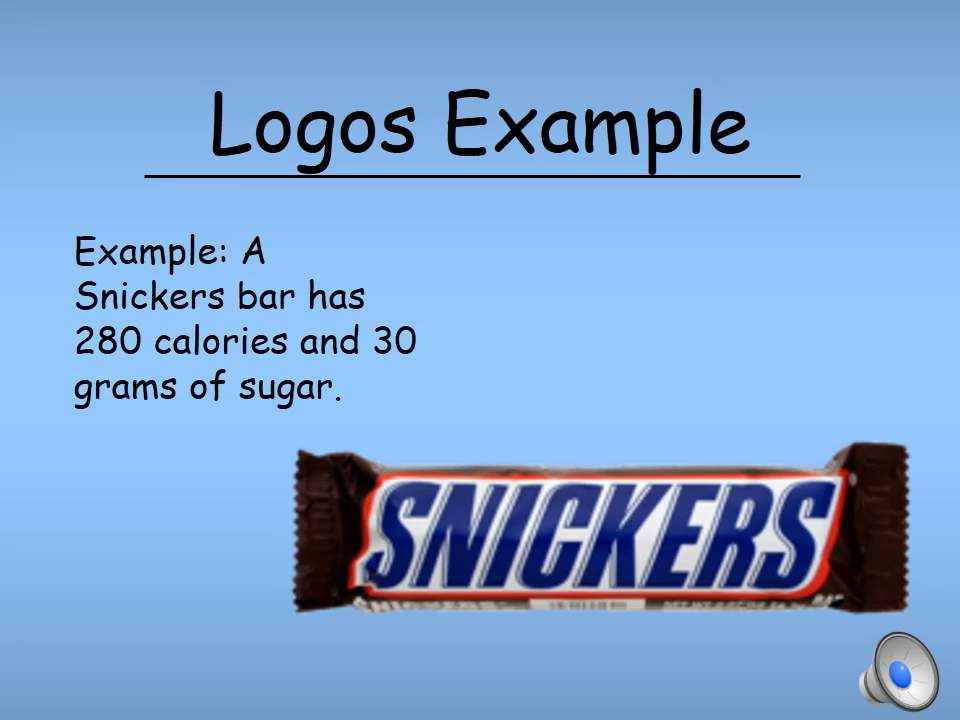 Logos Example
Example: A
Snickers bar has
280 calories and 30
grams of sugar.
SNICKERS